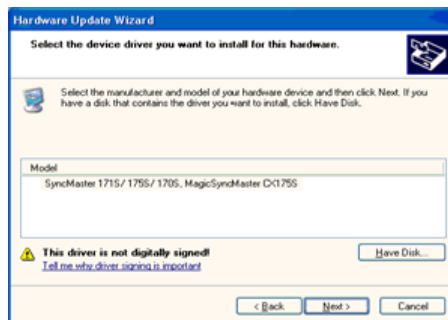 Hardware Update Wizard
Select the device driver you want to install for this hardware.
Select the manufacturer and model of your hardware device and then click Next. If you
have a disk that contains the driver you want to install, click Have Disk.
Model
SyncMaster 171S/ 175S/ 170S, MagicSyncMaster CX175S
This driver is not digitally signed!
Have Disk...
Tell me why driver signing is important
< Back
Next >
Cancel